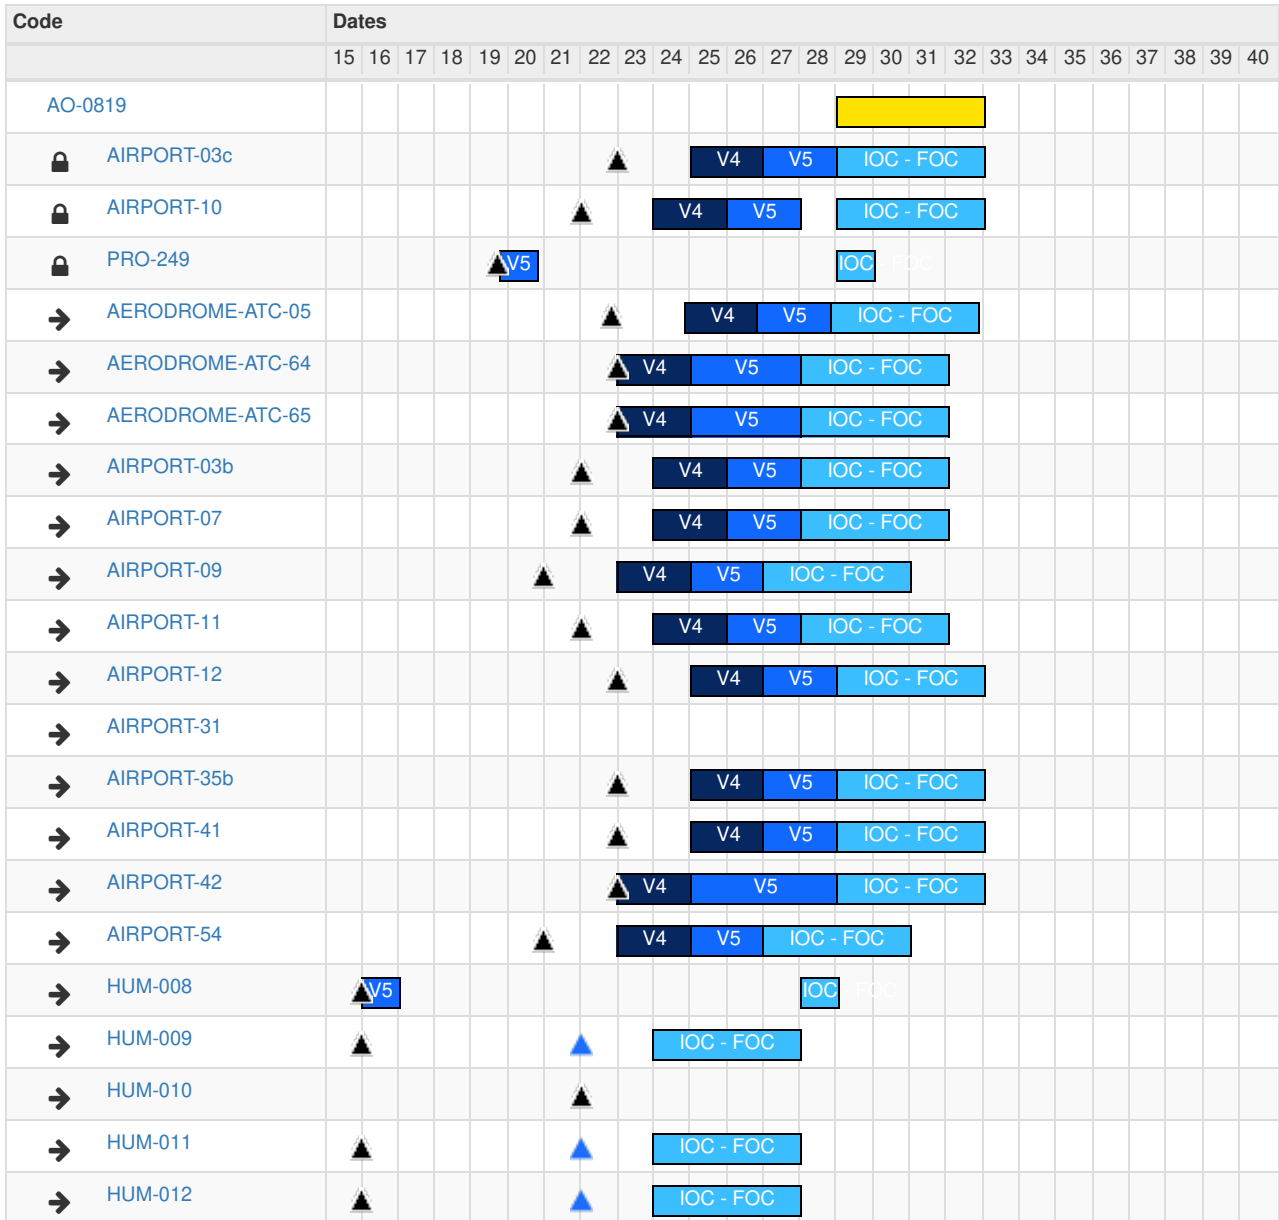 Code Dates
15 16 17 18 19 20 21 22 23 24 25 26 27 28 29 30 31 32 33 34 35 36 37 38 39 40
AO-0819
AIRPORT-03c V4 V5 IOC - FOC
AIRPORT-10 V4 V5 IOC - FOC
PRO-249 V5 IOC - FOC
AERODROME-ATC-05 V4 V5 IOC - FOC
AERODROME-ATC-64 V4 V5 IOC - FOC
AERODROME-ATC-65 V4 V5 IOC - FOC
AIRPORT-03b V4 V5 IOC - FOC
AIRPORT-07 V4 V5 IOC - FOC
AIRPORT-09 V4 V5 IOC - FOC
AIRPORT-11 V4 V5 IOC - FOC
AIRPORT-12 V4 V5 IOC - FOC
AIRPORT-31
AIRPORT-35b V4 V5 IOC - FOC
AIRPORT-41 V4 V5 IOC - FOC
AIRPORT-42 V4 V5 IOC - FOC
AIRPORT-54 V4 V5 IOC - FOC
HUM-008 V5 IOC - FOC
HUM-009 IOC - FOC
HUM-010
HUM-011 IOC - FOC
HUM-012 IOC - FOC